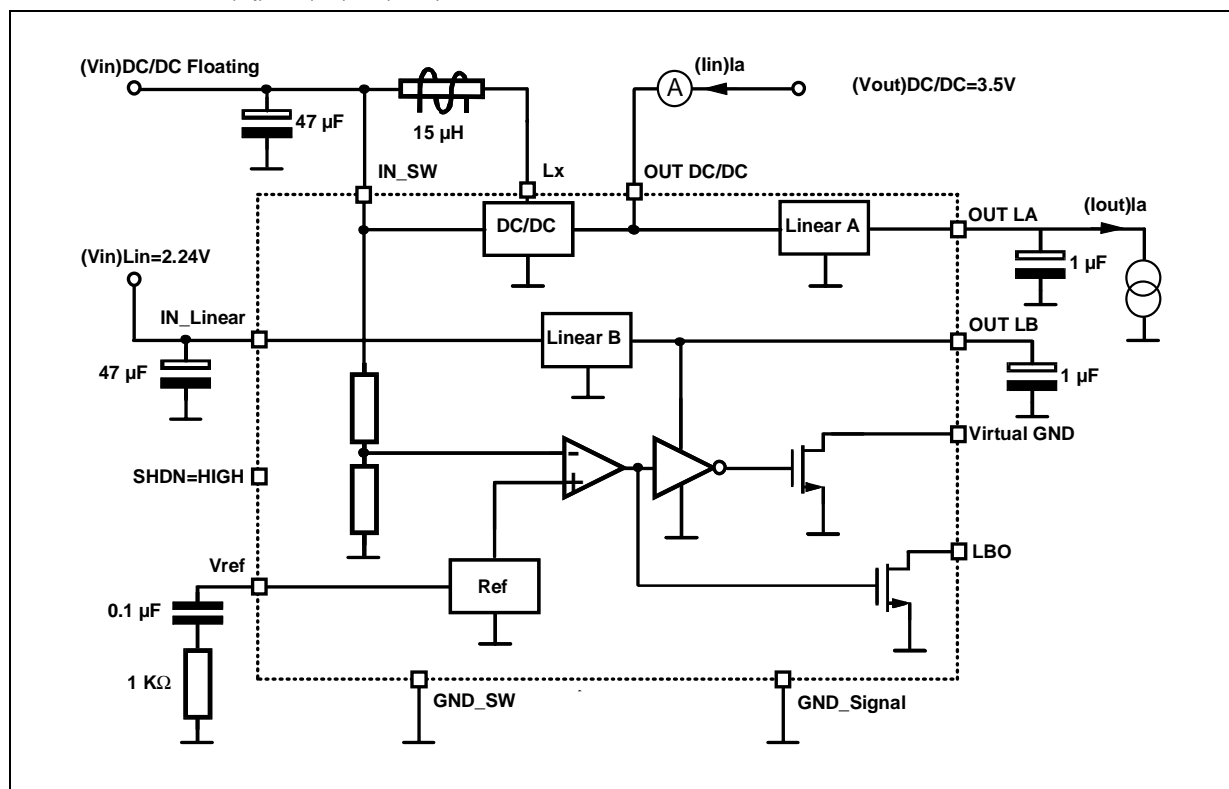 (Iin)Ia
(Vin)DC/DC Floating
A
(Vout)DC/DC=3.5V
47 µF
15 µH
IN_SW
Lx
OUT DC/DC
DC/DC
Linear A
OUT LA
(Iout)Ia
1 µF
(Vin)Lin=2.24V
IN_Linear
Linear B
OUT LB
47 µF
1 µF
Virtual GND
-
+
SHDN=HIGH
LBO
Vref
Ref
0.1 µF
1 KΩ
GND_SW
GND_Signal